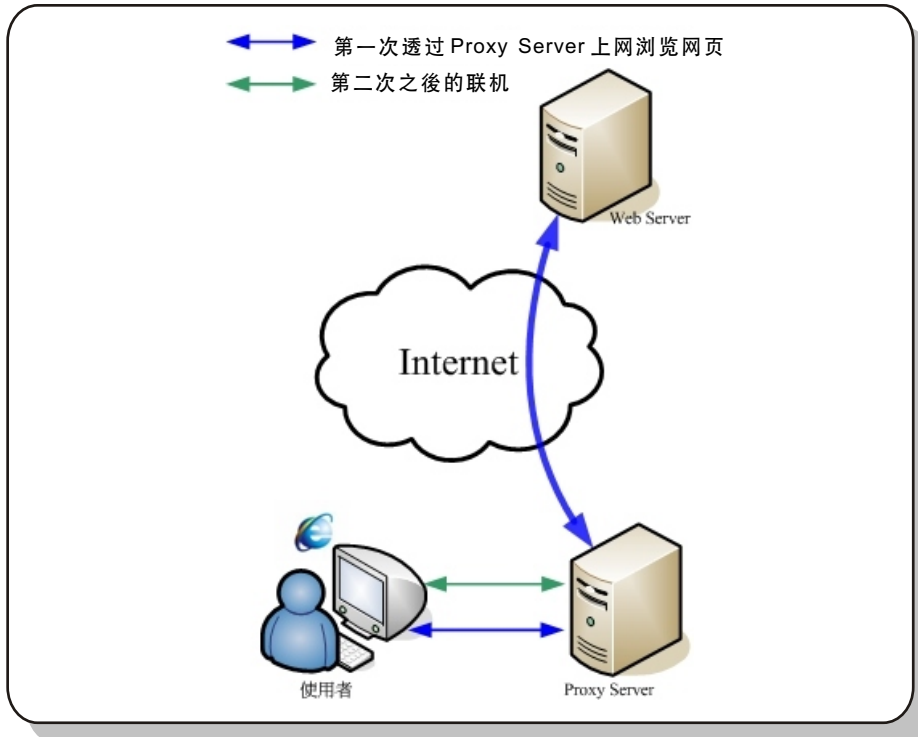 第一次透过 Proxy Server 上网浏览网页
第二次之後的联机
Web Server
Internet
使用者
Proxy Server